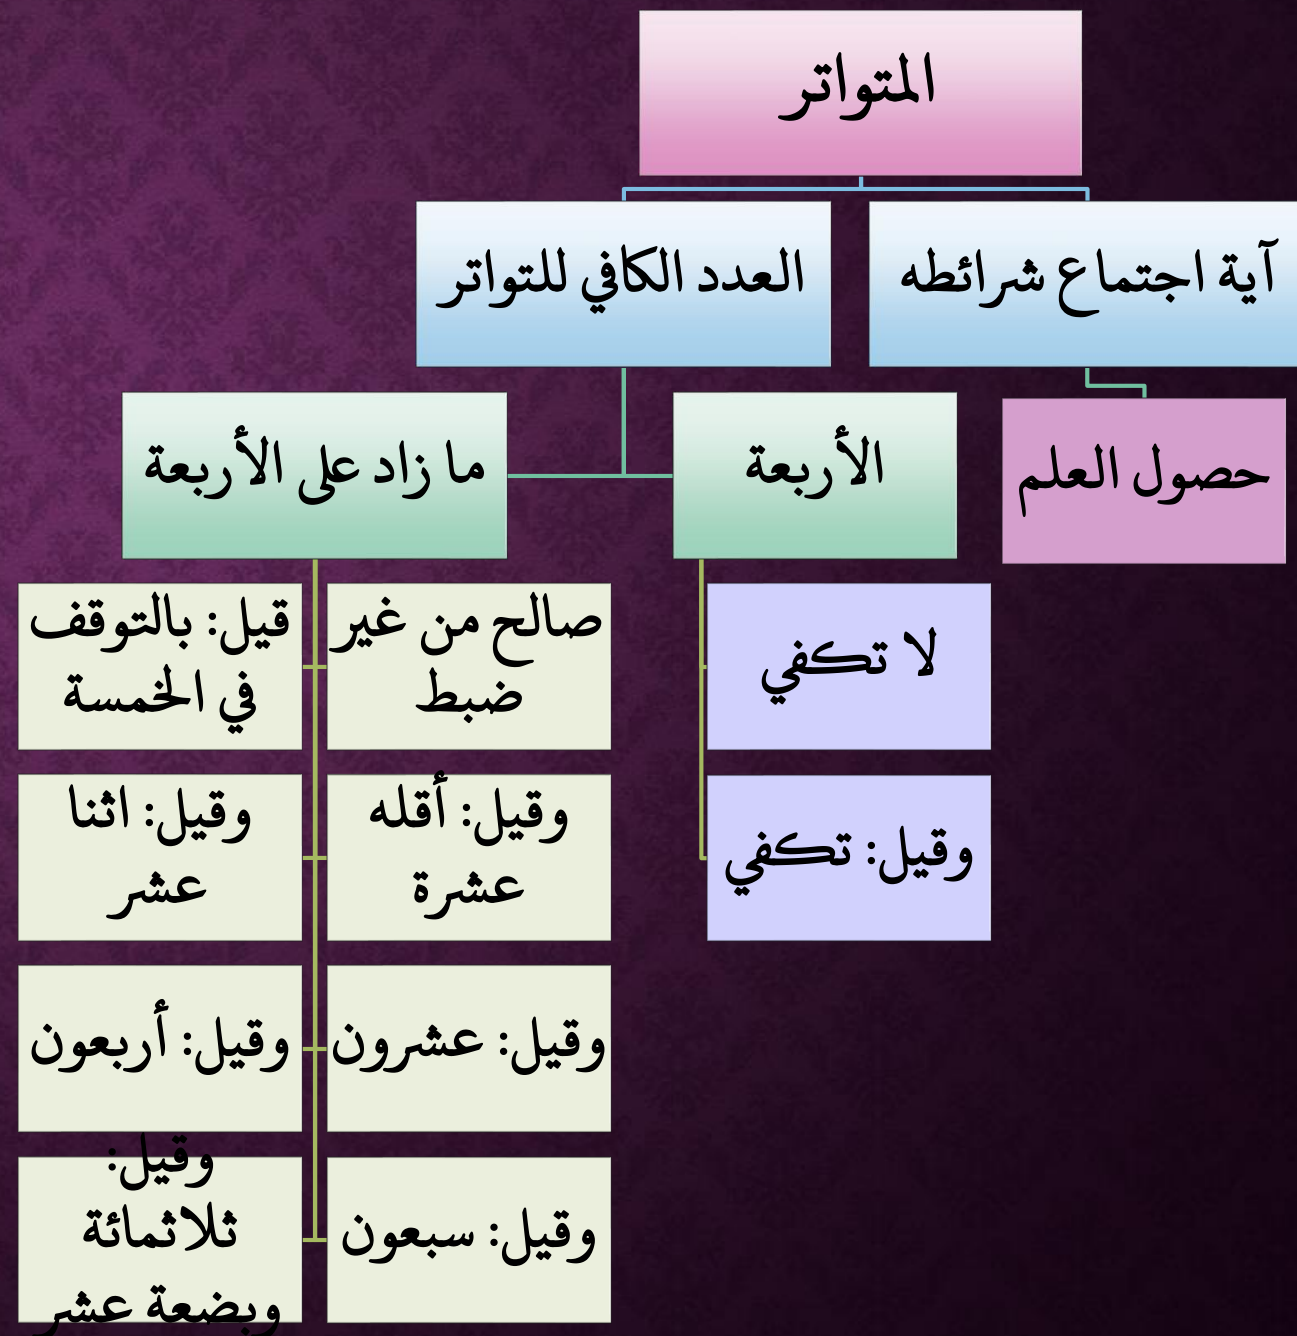 المتواتر
آية اجتماع شرائطه
العدد الكافي للتواتر
حصول العلم
الأربعة
ما زاد على الأربعة
لا تكفي
وقيل: تكفي
صالح من غير
ضبط
قيل: بالتوقف
في الخمسة
وقيل: أقله
عشرة
وقيل: اثنا
عشر
وقيل: عشرون
وقيل: أربعون
وقيل: سبعون
وقيل:
ثلاثمائة
وبضعة عشر